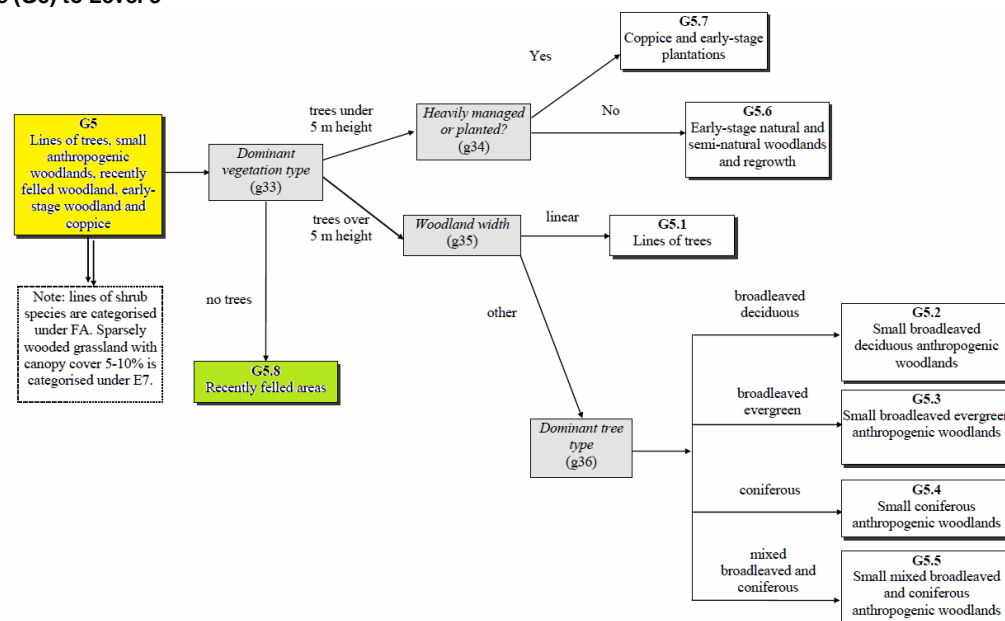 G5.7
Coppice and early-stage
plantations
Yes
trees under
5 m height
Heavily managed
or planted?
(g34)
No
G5.6
Early-stage natural and
semi-natural woodlands
and regrowth
G5
Lines of trees, small
anthropogenic
woodlands, recently
felled woodland, early-
stage woodland and
coppice
Dominant
vegetation type
(g33)
trees over
5 m height
Woodland width
(g35)
linear
G5.1
Lines of trees
Note: lines of shrub
species are categorised
under FA. Sparsely
wooded grassland with
canopy cover 5-10% is
categorised under E7.
no trees
other
G5.8
Recently felled areas
broadleaved
deciduous
G5.2
Small broadleaved
deciduous anthropogenic
woodlands
broadleaved
evergreen
G5.3
Small broadleaved evergreen
anthropogenic woodlands
Dominant tree
type
(g36)
coniferous
G5.4
Small coniferous
anthropogenic woodlands
mixed
broadleaved and
coniferous
G5.5
Small mixed broadleaved
and coniferous
anthropogenic woodlands